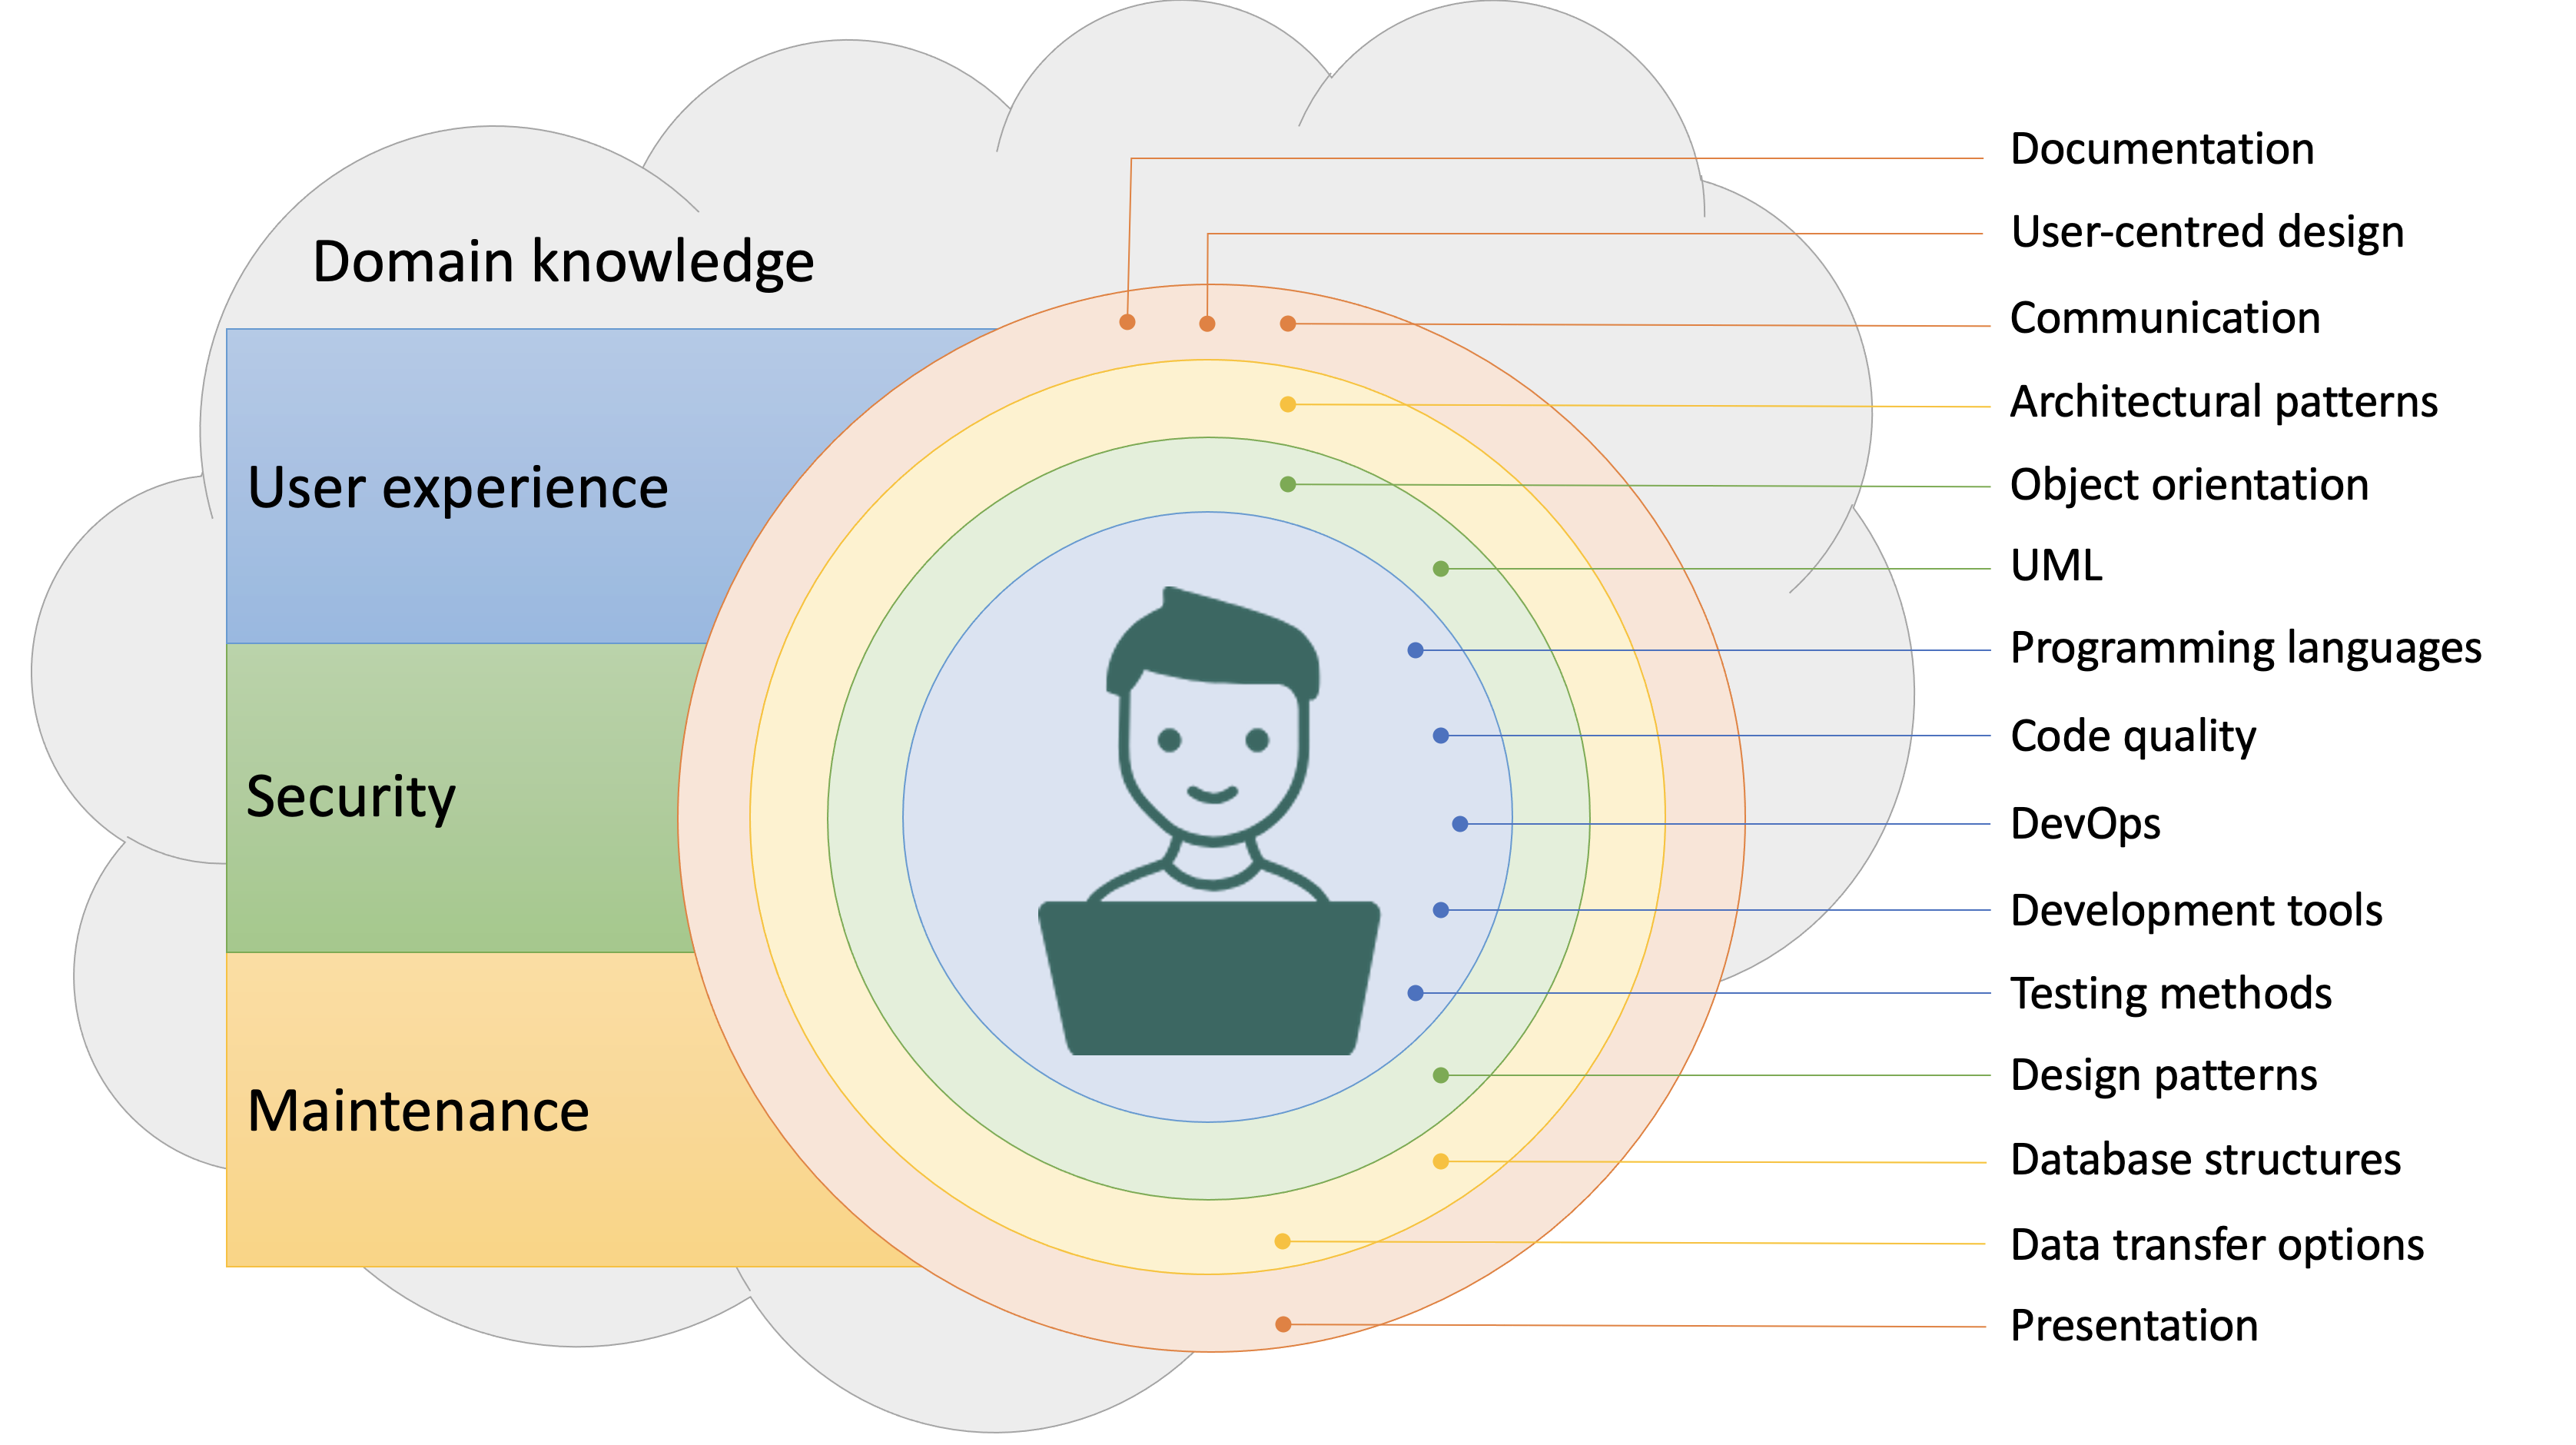 Domain knowledge
User experience
Security
Maintenance
Documentation
User-centred design
Communication
Architectural patterns
Object orientation
UML
Programming languages
Code quality
DevOps
Development tools
Testing methods
Design patterns
Database structures
Data transfer options
Presentation